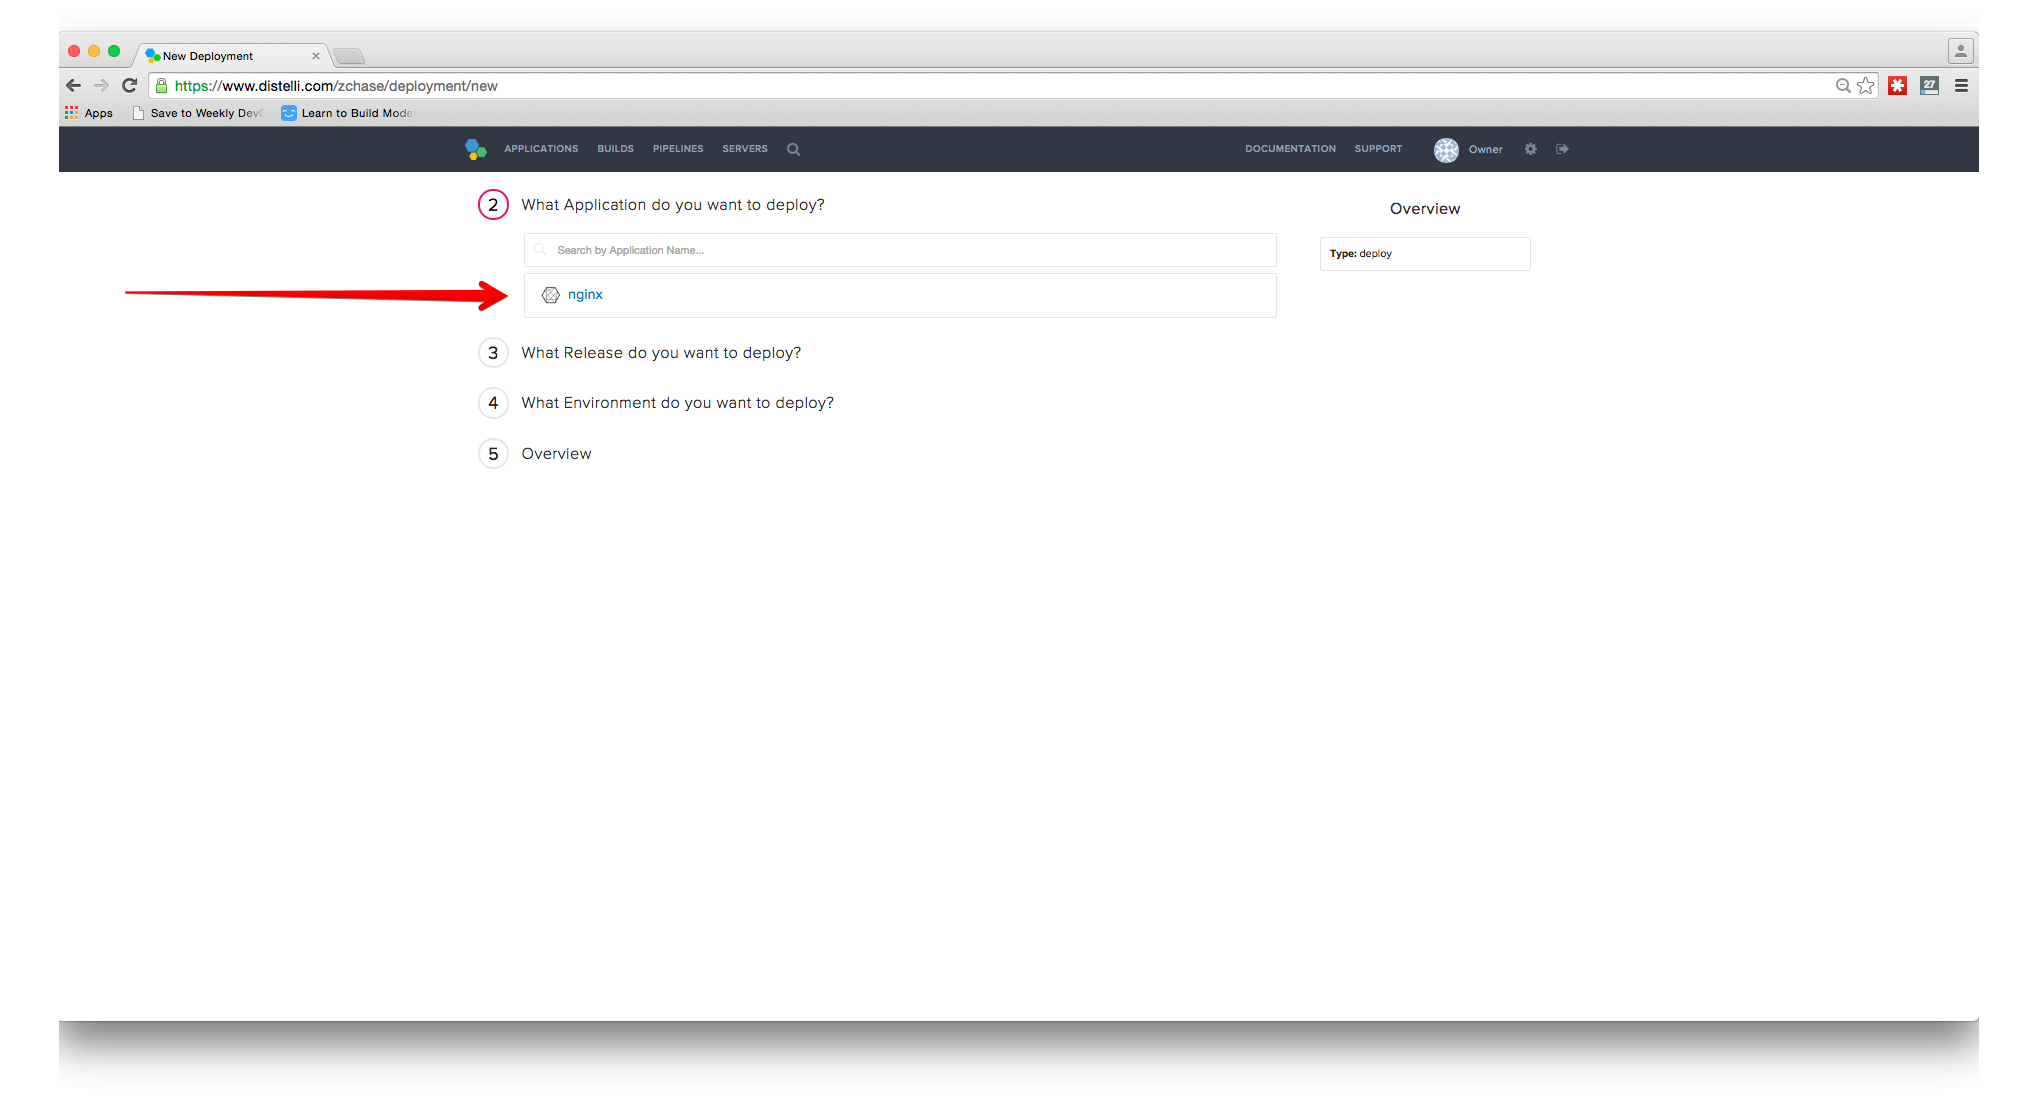 New Deployment
https://www.distelli.com/zchase/deployment/new
27
Apps Save to Weekly Dev Learn to Build Mode
APPLICATIONS BUILDS PIPELINES SERVERS DOCUMENTATION SUPPORT Owner
2 What Application do you want to deploy?
Search by Application Name...
nginx
3 What Release do you want to deploy?
4 What Environment do you want to deploy?
5 Overview
Overview
Type: deploy